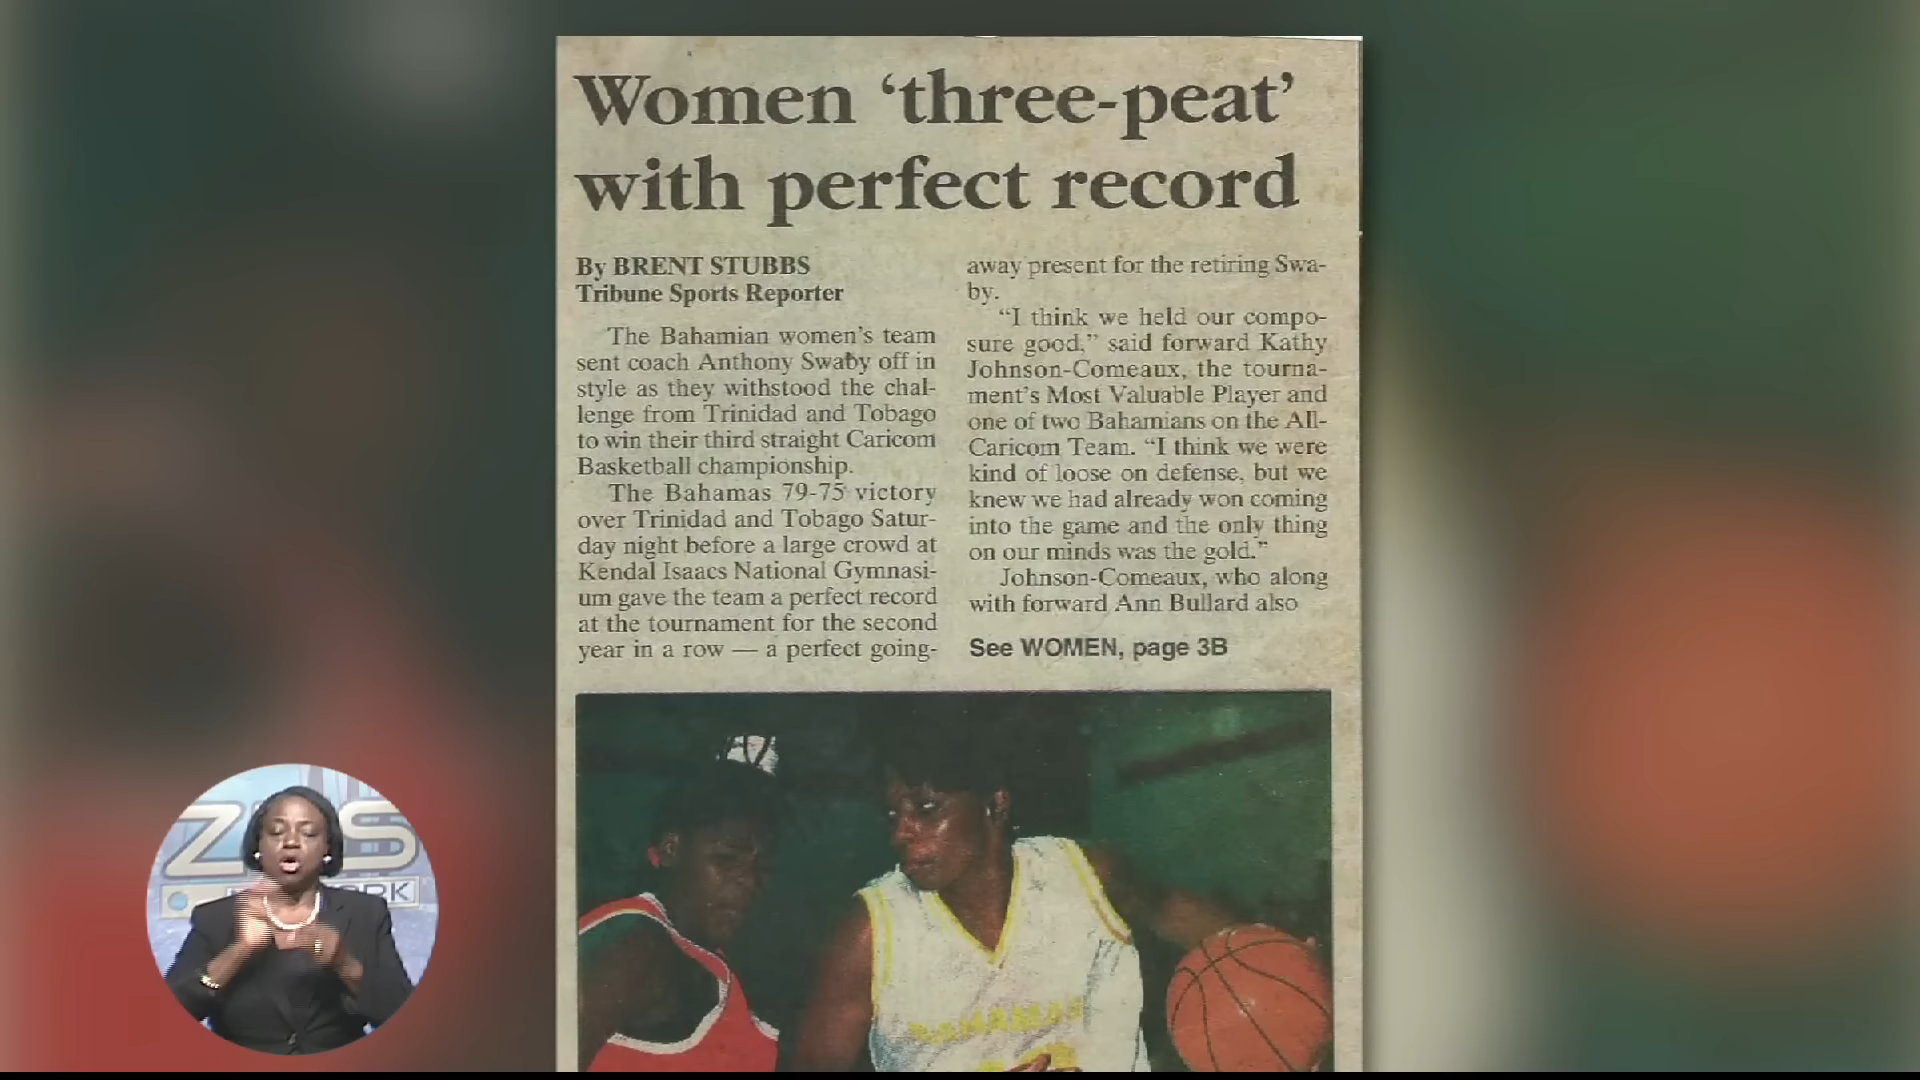 Women ‘three-peat’
with perfect record
By BRENT STUBBS
Tribune Sports Reporter
The Bahamian women’s team
sent coach Anthony Swaby off in
style as they withstood the chal-
lenge from Trinidad and Tobago
to win their third straight Caricom
Basketball championship.
The Bahamas 79-75 victory
over Trinidad and Tobago Satur-
day night before a large crowd at
Kendal Isaacs National Gymnasi-
um gave the team a perfect record
at the tournament for the second
year in a row — a perfect going-
away present for the retiring Swa-
by.
“I think we held our compo-
sure good,” said forward Kathy
Johnson-Comeaux, the tourna-
ment’s Most Valuable Player and
one of two Bahamians on the All-
Caricom Team. “I think we were
kind of loose on defense, but we
knew we had already won coming
into the game and the only thing
on our minds was the gold.”
Johnson-Comeaux, who along
with forward Ann Bullard also
See WOMEN, page 3B
BAHAMAS